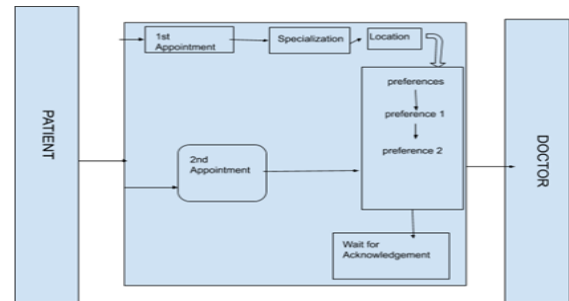 PATIENT
1st
Appointment
Specialization
Location
preferences
preference 1
preference 2
2nd
Appointment
Wait for
Acknowledgement
DOCTOR